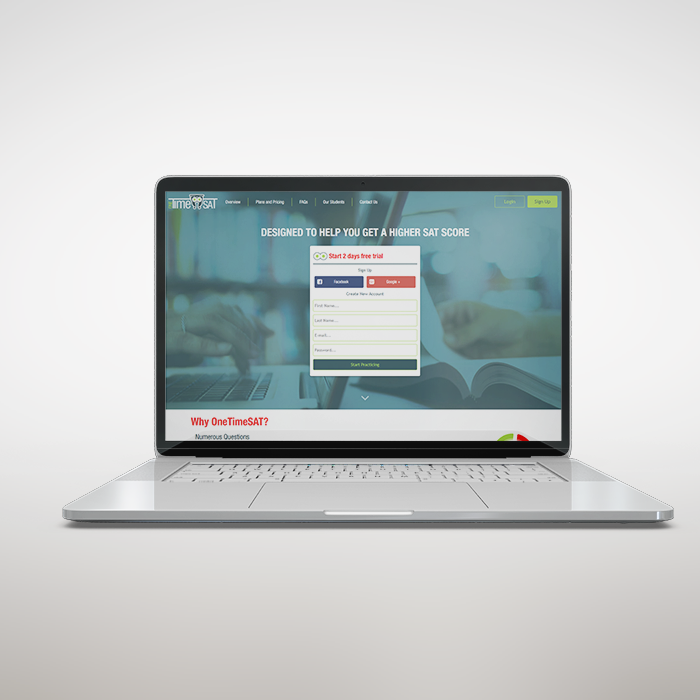 Time SAT
Overview
Plans and Pricing
FAQs
Our Students
Contact Us
Login
Sign Up
DESIGNED TO HELP YOU GET A HIGHER SAT SCORE
Start 2 days free trial
Sign Up
Facebook
Google +
Create New Account
First Name...
Last Name...
E-mail...
Password...
Start Practicing
Why OneTimeSAT?
Numerous Questions